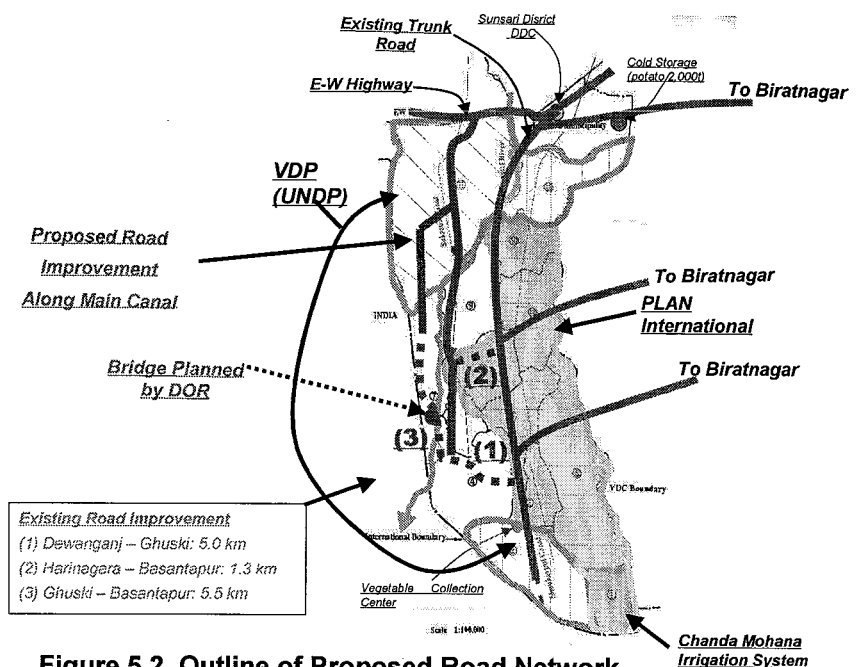 Existing Trunk
Road
Sunsari Disrict
DDC
Cold Storage
(potato/2,000t)
E-W Highway
To Biratnagar
EW
VDP
(UNDP)
Proposed Road
Improvement
Along Main Canal
To Biratnagar
INDIA
PLAN
International
Bridge Planned
by DOR
(2)
To Biratnagar
(3)
(1)
④
VDC Boundary
Existing Road Improvement
(1) Dewanganj – Ghuski: 5.0 km
(2) Harinagara – Basantapur: 1.3 km
(3) Ghuski – Basantapur: 5.5 km
International Boundary
Vegetable Collection
Center
Scale 1:100,000
Chanda Mohana
Irrigation System
Figure 5.2 Outline of Proposed Road Network